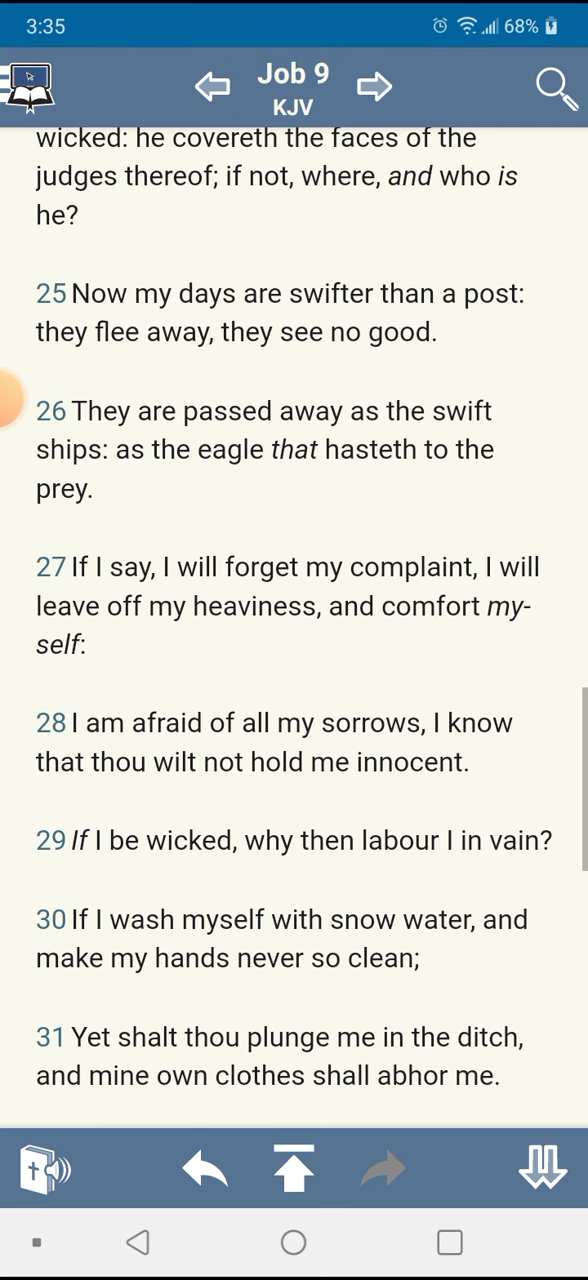 3:35
68%
Job 9
KJV
wicked: he covereth the faces of the
judges thereof; if not, where, and who is
he?
25 Now my days are swifter than a post:
they flee away, they see no good.
26 They are passed away as the swift
ships: as the eagle that hasteth to the
prey.
27 If I say, I will forget my complaint, I will
leave off my heaviness, and comfort my-
self:
28 I am afraid of all my sorrows, I know
that thou wilt not hold me innocent.
29 If I be wicked, why then labour I in vain?
30 If I wash myself with snow water, and
make my hands never so clean;
31 Yet shalt thou plunge me in the ditch,
and mine own clothes shall abhor me.